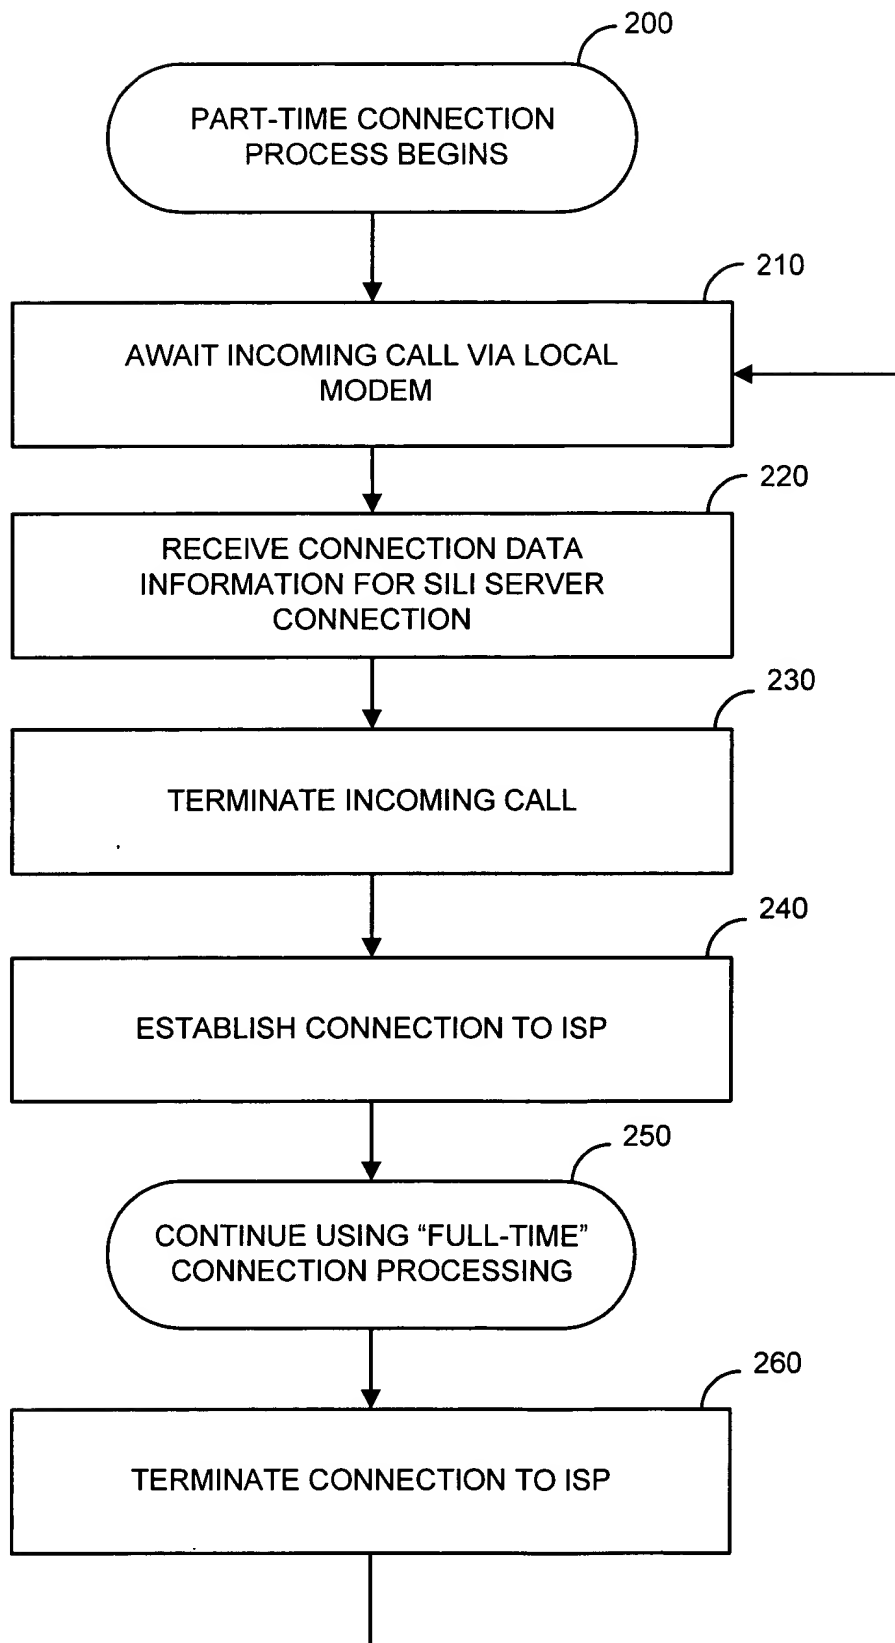 200
PART-TIME CONNECTION
PROCESS BEGINS
210
AWAIT INCOMING CALL VIA LOCAL
MODEM
220
RECEIVE CONNECTION DATA
INFORMATION FOR SILI SERVER
CONNECTION
230
TERMINATE INCOMING CALL
240
ESTABLISH CONNECTION TO ISP
250
CONTINUE USING “FULL-TIME”
CONNECTION PROCESSING
260
TERMINATE CONNECTION TO ISP